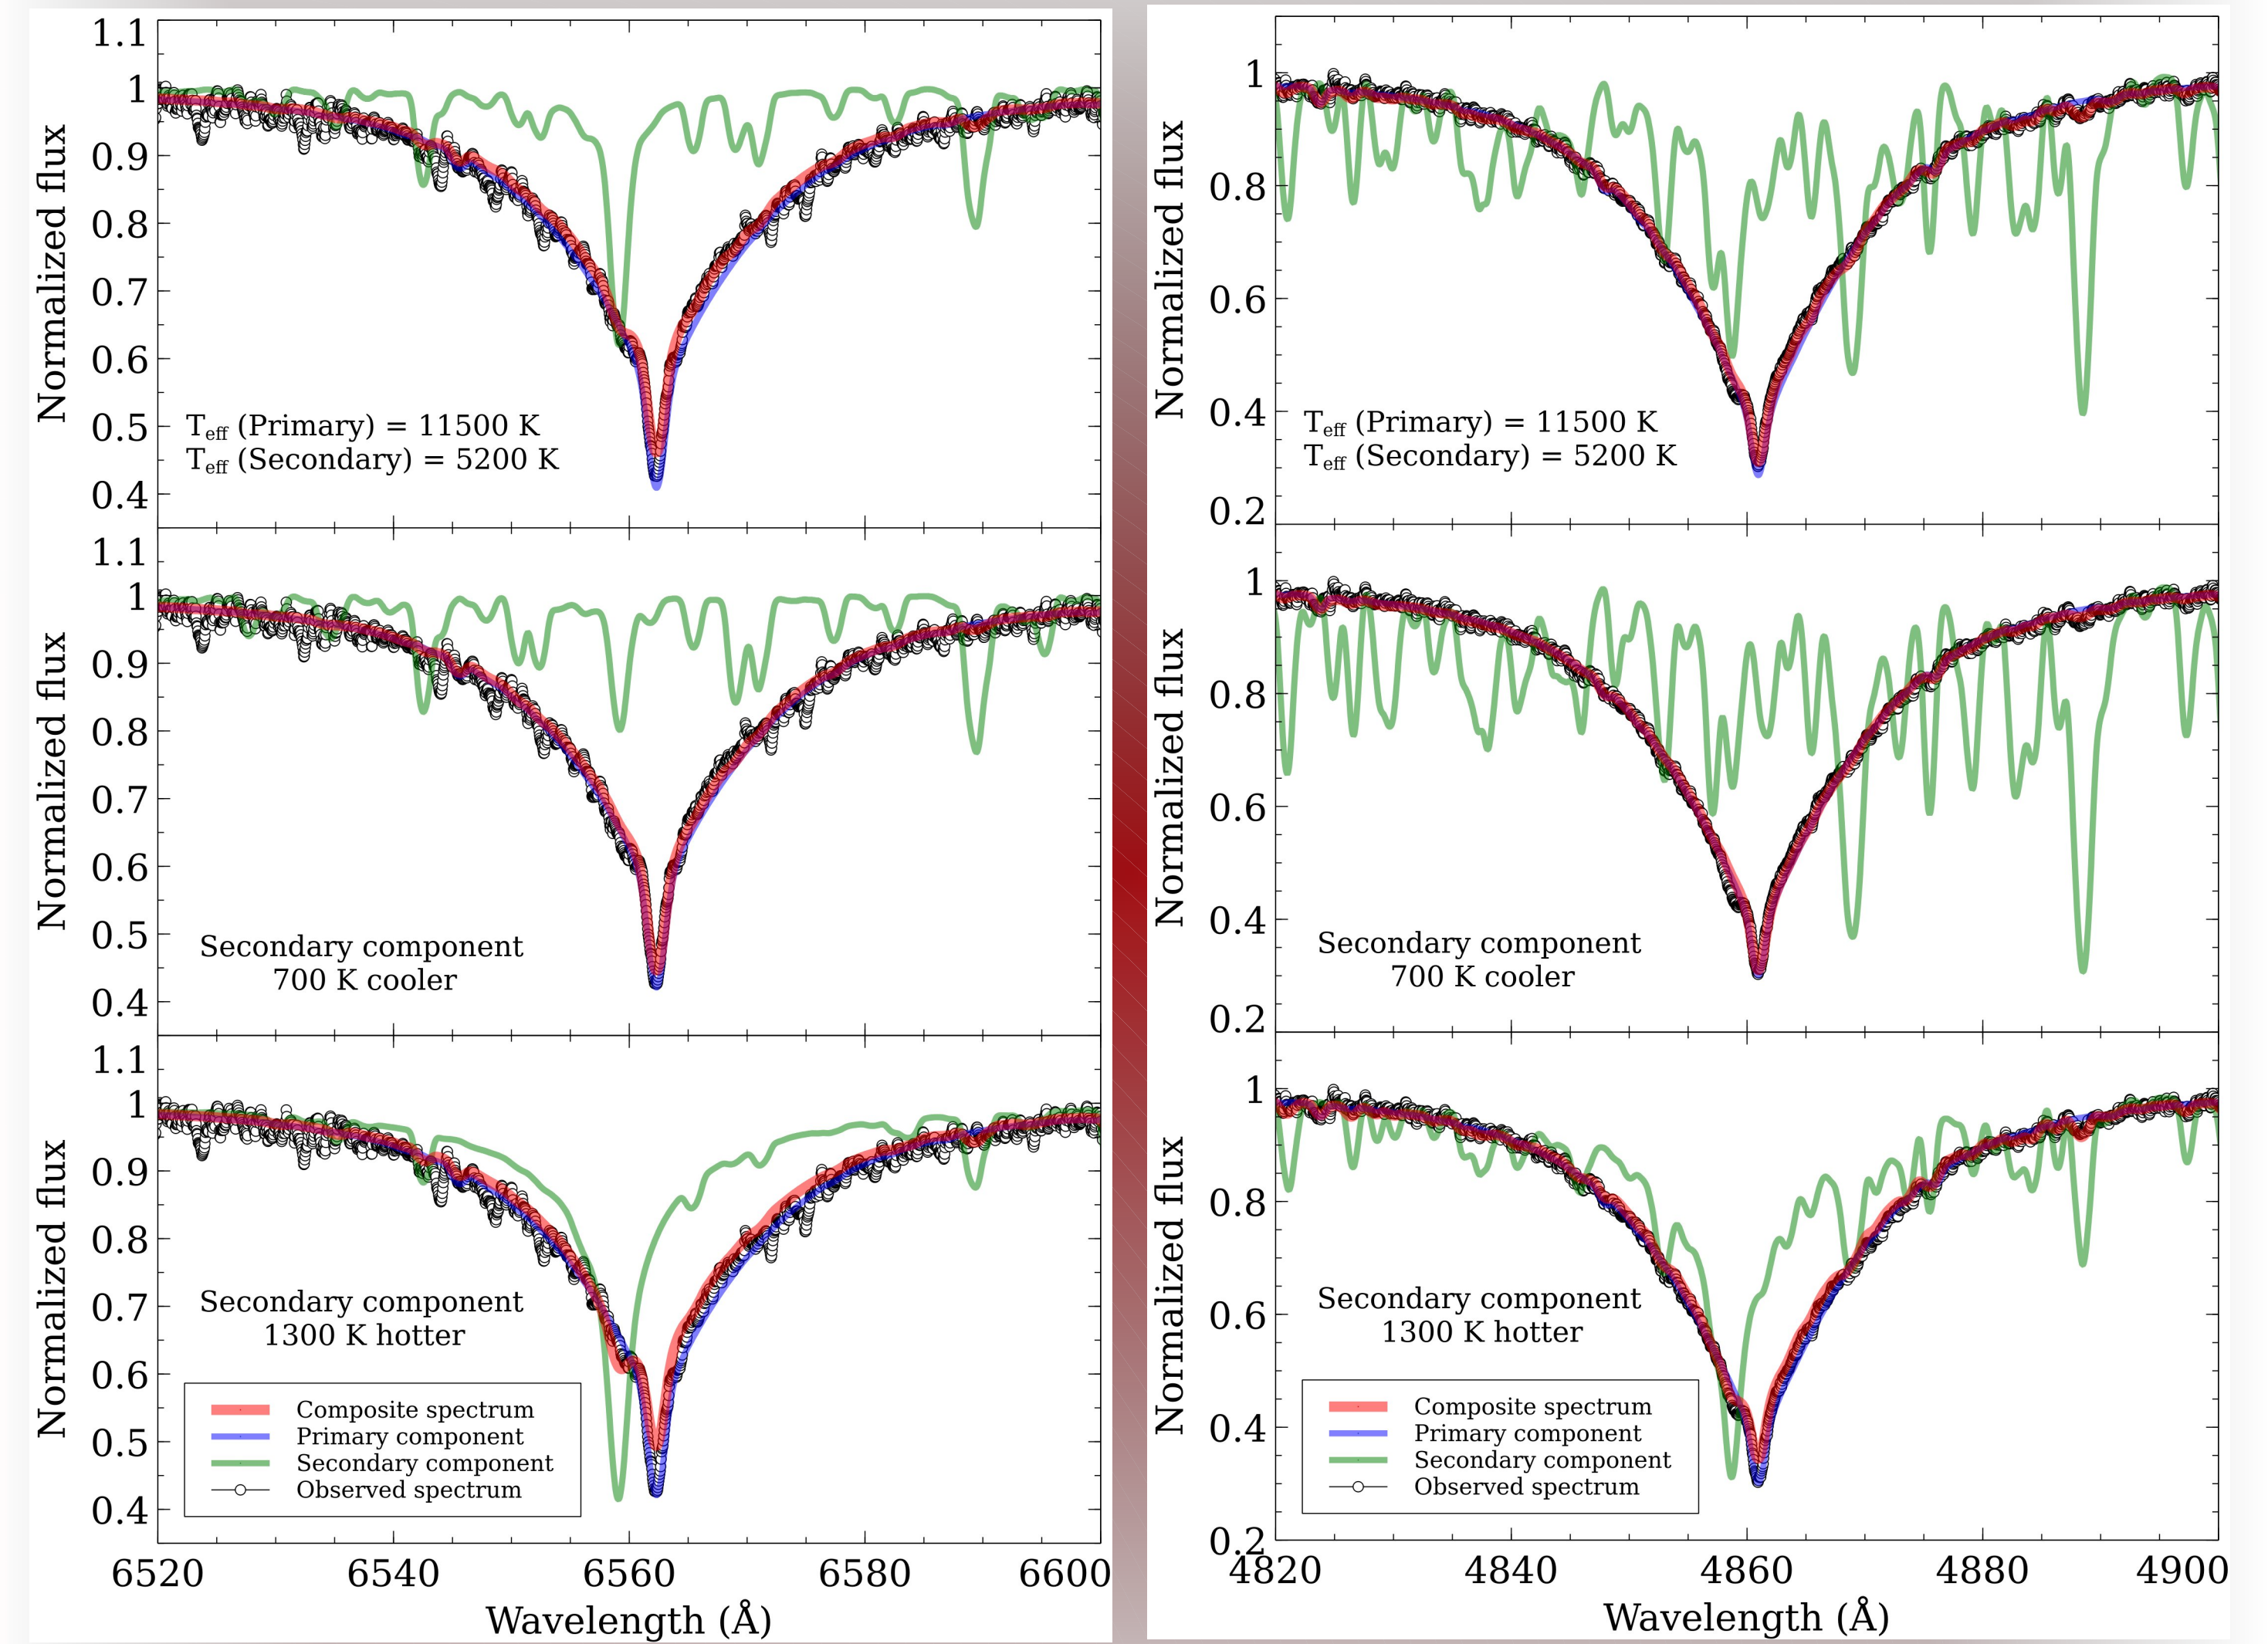 1.1
1
0.9
0.8
0.7
0.6
0.5
0.4
Normalized flux
T_eff (Primary) = 11500 K
T_eff (Secondary) = 5200 K
1.1
1
0.9
0.8
0.7
0.6
0.5
0.4
Normalized flux
Secondary component
700 K cooler
1.1
1
0.9
0.8
0.7
0.6
0.5
0.4
Normalized flux
Secondary component
1300 K hotter
Composite spectrum
Primary component
Secondary component
Observed spectrum
6520 6540 6560 6580 6600
Wavelength (Å)
1
0.8
0.6
0.4
0.2
Normalized flux
T_eff (Primary) = 11500 K
T_eff (Secondary) = 5200 K
1
0.8
0.6
0.4
0.2
Normalized flux
Secondary component
700 K cooler
1
0.8
0.6
0.4
0.2
Normalized flux
Secondary component
1300 K hotter
Composite spectrum
Primary component
Secondary component
Observed spectrum
4820 4840 4860 4880 4900
Wavelength (Å)